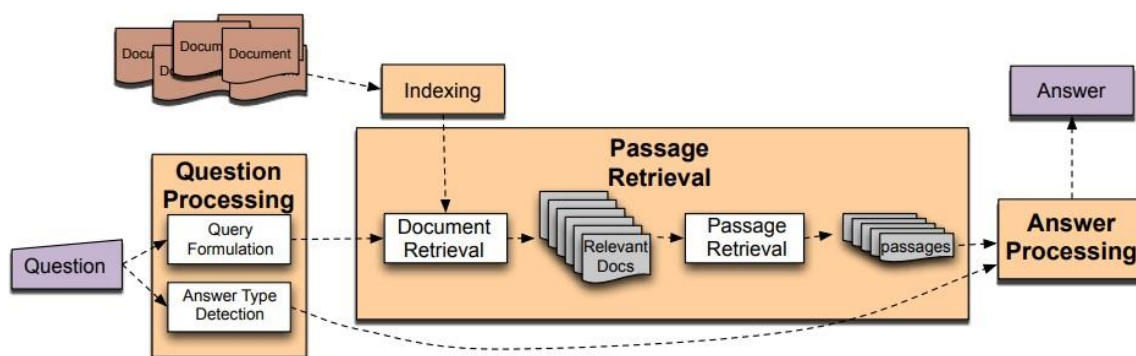 Document
Indexing
Answer
Question
Processing
Query
Formulation
Answer Type
Detection
Question
Passage
Retrieval
Document
Retrieval
Relevant
Docs
Passage
Retrieval
passages
Answer
Processing